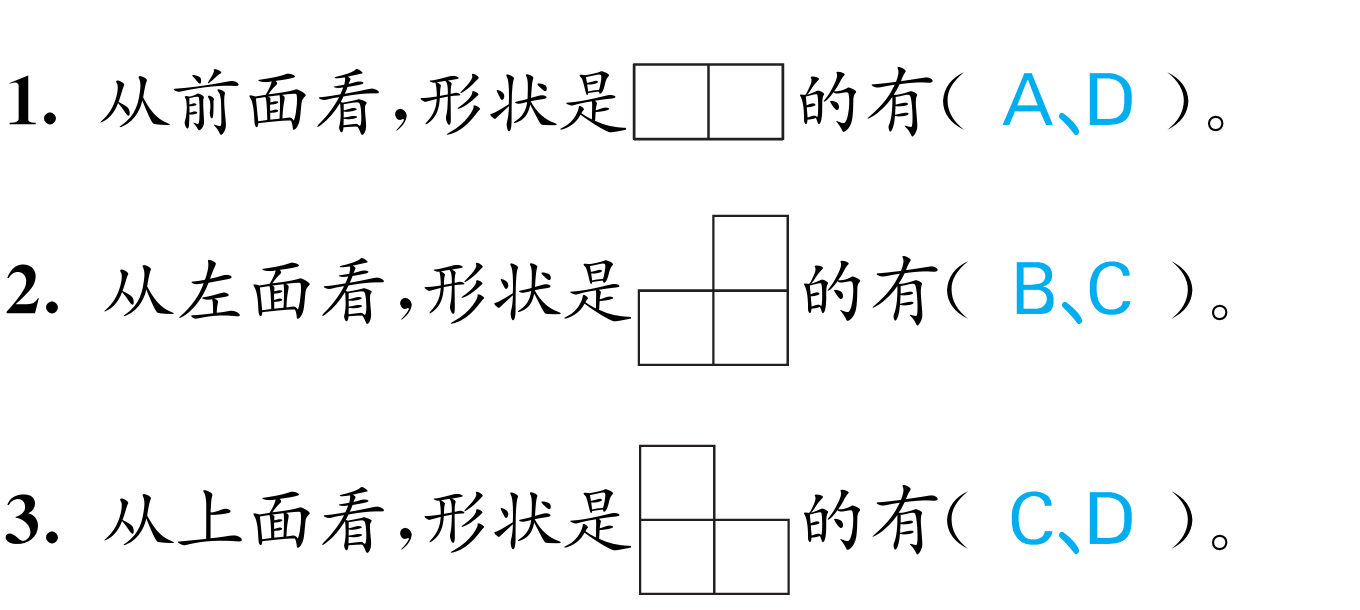 1. 从前面看,形状是的有( A、D )。
2. 从左面看,形状是的有( B、C )。
3. 从上面看,形状是的有( C、D )。